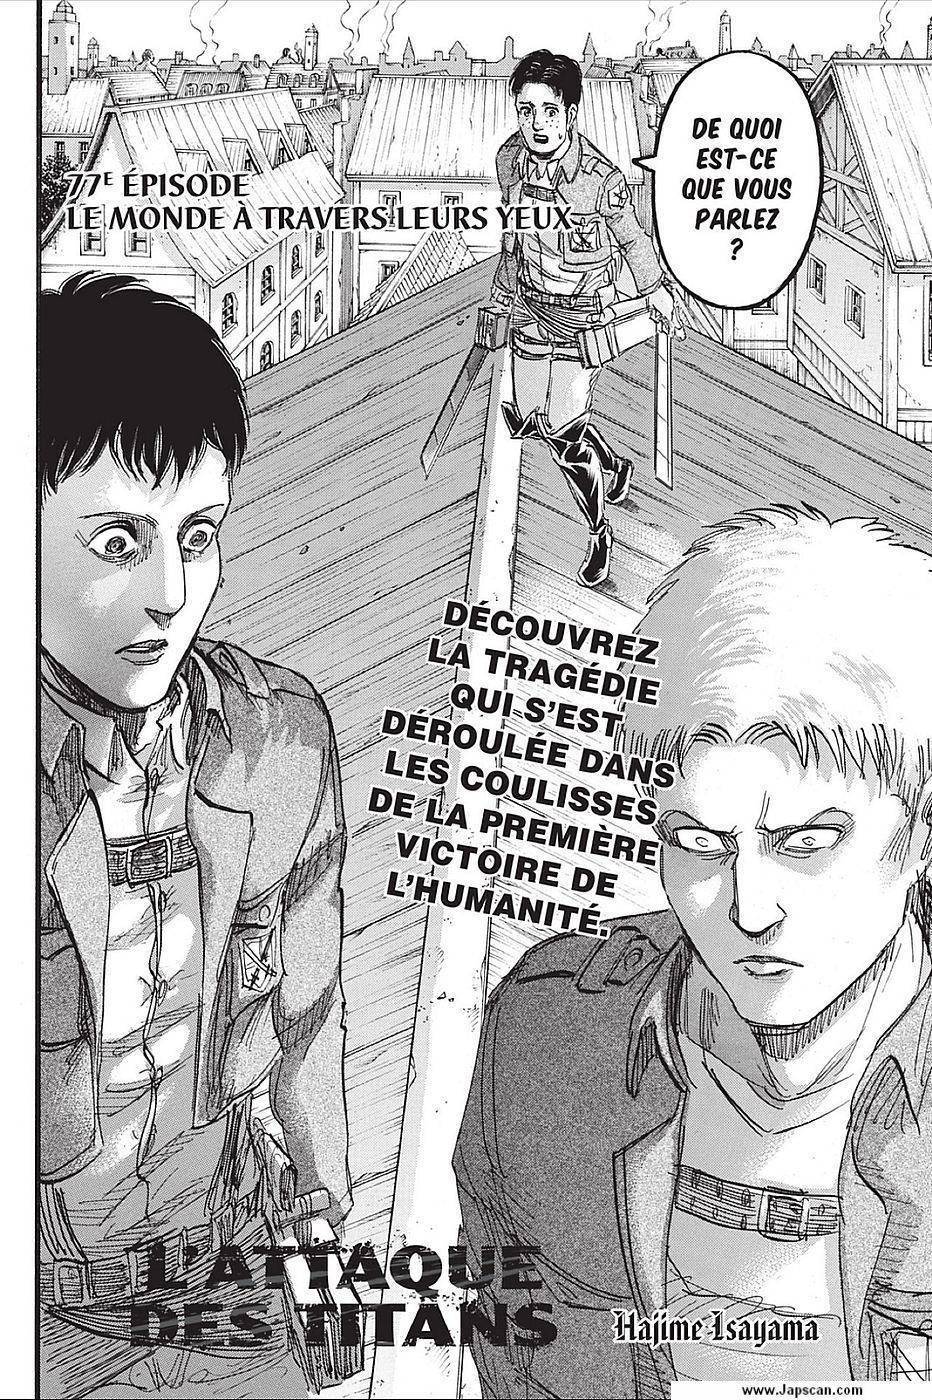 77E ÉPISODE
LE MONDE À TRAVERS LEURS YEUX
DE QUOI
EST-CE
QUE VOUS
PARLEZ
?
DÉCOUVREZ
LA TRAGÉDIE
QUI S'EST
DÉROULÉE DANS
LES COULISSES
DE LA PREMIÈRE
VICTOIRE DE
L'HUMANITÉ.
L'ATTAQUE
DES TITANS
Hajime Isayama
www.Japscan.com